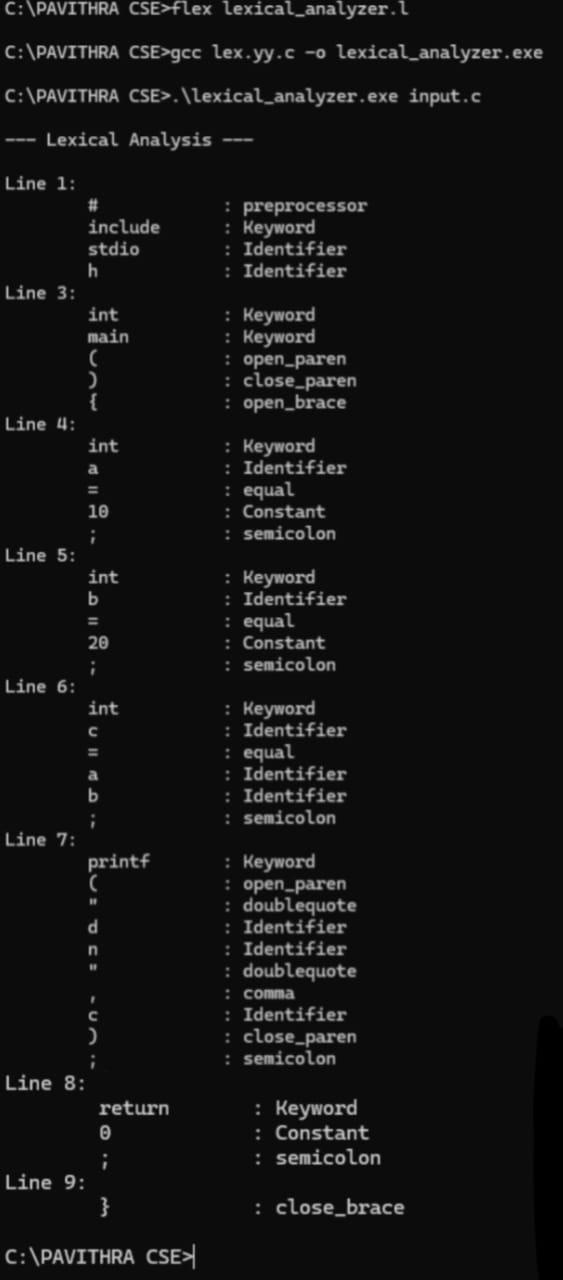 C:\PAVITHRA CSE>flex lexical_analyzer.l
C:\PAVITHRA CSE>gcc lex.yy.c -o lexical_analyzer.exe
C:\PAVITHRA CSE>.\lexical_analyzer.exe input.c
--- Lexical Analysis ---
Line 1:
# : preprocessor
include : Keyword
stdio : Identifier
h : Identifier
Line 3:
int : Keyword
main : Keyword
( : open_paren
) : close_paren
{ : open_brace
Line 4:
int : Keyword
a : Identifier
= : equal
10 : Constant
; : semicolon
Line 5:
int : Keyword
b : Identifier
= : equal
20 : Constant
; : semicolon
Line 6:
int : Keyword
c : Identifier
= : equal
a : Identifier
b : Identifier
; : semicolon
Line 7:
printf : Keyword
( : open_paren
" : doublequote
d : Identifier
n : Identifier
" : doublequote
, : comma
c : Identifier
) : close_paren
; : semicolon
Line 8:
return : Keyword
0 : Constant
; : semicolon
Line 9:
} : close_brace
C:\PAVITHRA CSE>